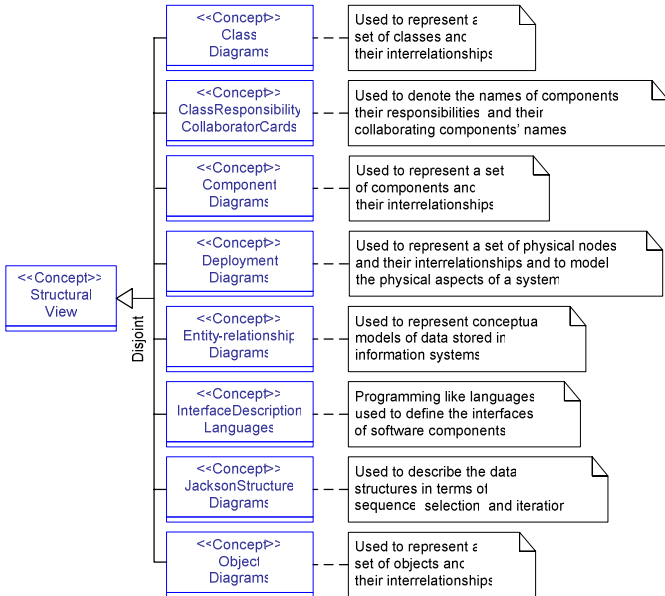 <<Concept>>
Class
Diagrams
Used to represent a
set of classes and
their interrelationships
<<Concept>>
ClassResponsibility
CollaboratorCards
Used to denote the names of components
their responsibilities and their
collaborating components' names
<<Concept>>
Component
Diagrams
Used to represent a set
of components and
their interrelationships
<<Concept>>
Deployment
Diagrams
Used to represent a set of physical nodes
and their interrelationships and to model
the physical aspects of a system
<<Concept>>
Structural
View
Disjoint
<<Concept>>
Entity-relationship
Diagrams
Used to represent conceptua
models of data stored in
information systems
<<Concept>>
InterfaceDescription
Languages
Programming like languages
used to define the interfaces
of software components
<<Concept>>
JacksonStructure
Diagrams
Used to describe the data
structures in terms of
sequence selection and iteration
<<Concept>>
Object
Diagrams
Used to represent a
set of objects and
their interrelationships